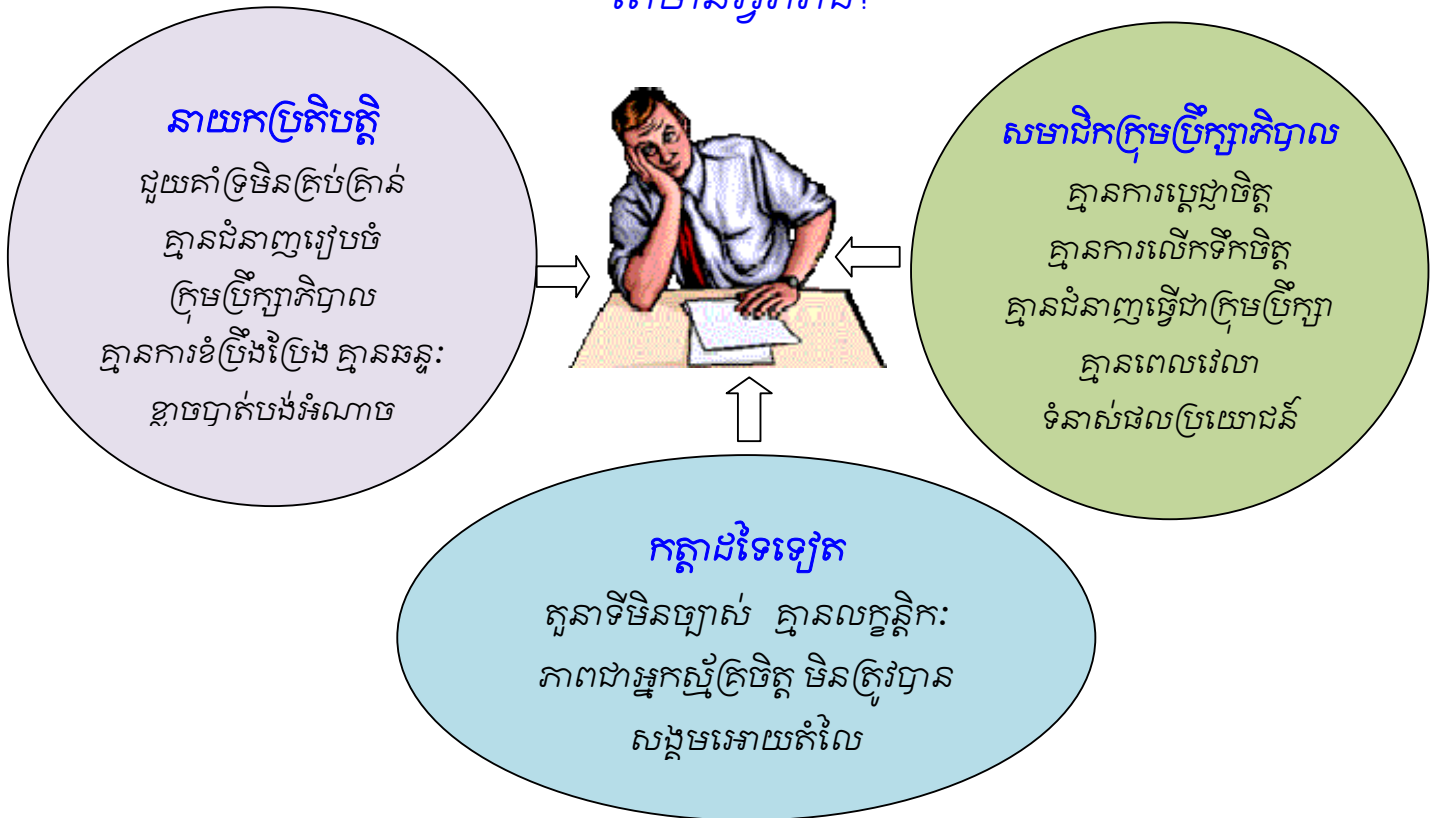 នាយកប្រតិបត្តិ
ជួយគាំទ្រមិនគ្រប់គ្រាន់
គ្មានជំនាញរៀបចំ
ក្រុមប្រឹក្សាភិបាល
គ្មានការខំប្រឹងប្រែង គ្មានឆន្ទៈ
ខ្លាចបាត់បង់អំណាច
សមាជិកក្រុមប្រឹក្សាភិបាល
គ្មានការប្តេជ្ញាចិត្ត
គ្មានការលើកទឹកចិត្ត
គ្មានជំនាញធ្វើជាក្រុមប្រឹក្សា
គ្មានពេលវេលា
ទំនាស់ផលប្រយោជន៍
កត្តាដទៃទៀត
តួនាទីមិនច្បាស់ គ្មានលក្ខន្តិកៈ
ភាពជាអ្នកស្ម័គ្រចិត្ត មិនត្រូវបាន
សង្គមអោយតំលៃ